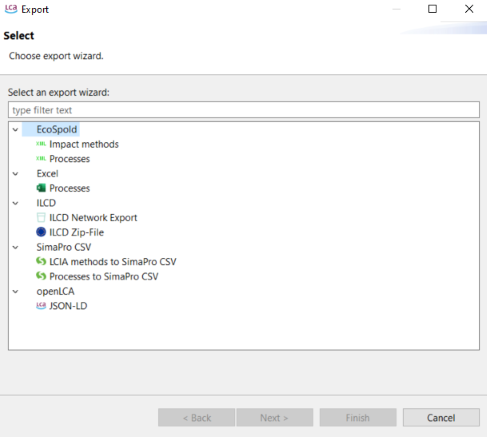 LCA Export
Select
Choose export wizard.
Select an export wizard:
type filter text
EcoSpold
Impact methods
Processes
Excel
Processes
ILCD
ILCD Network Export
ILCD Zip-File
SimaPro CSV
LCIA methods to SimaPro CSV
Processes to SimaPro CSV
openLCA
LCA JSON-LD
< Back Next > Finish Cancel